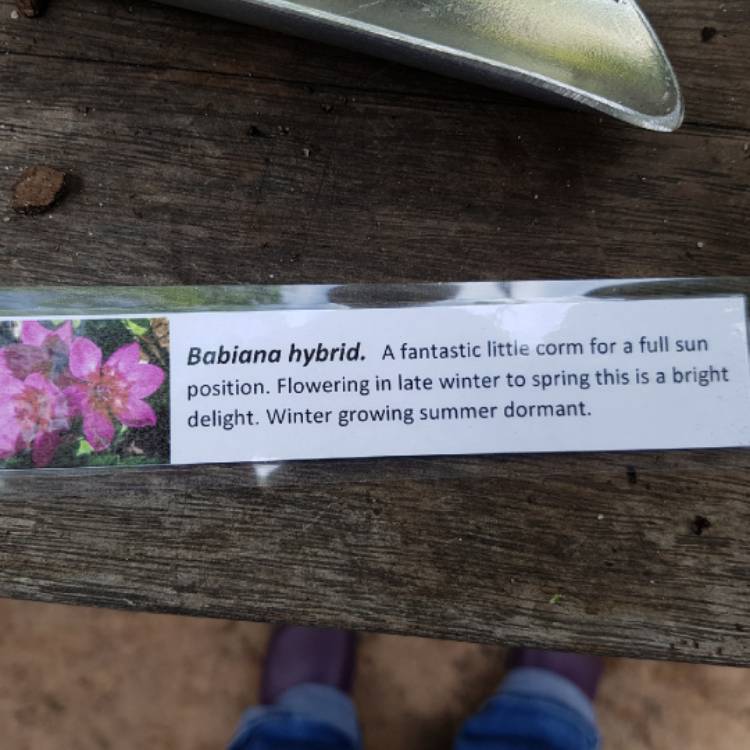 Babiana hybrid. A fantastic little corm for a full sun
position. Flowering in late winter to spring this is a bright
delight. Winter growing summer dormant.